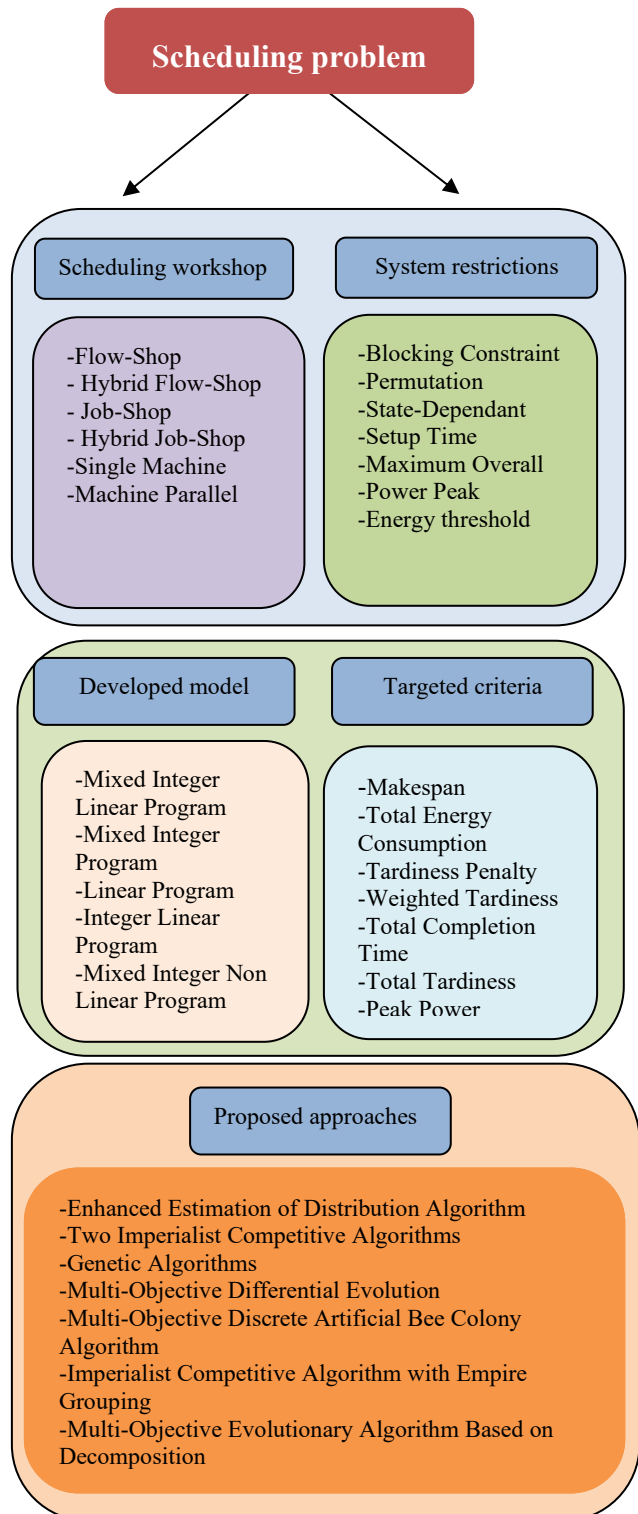 Scheduling problem
Scheduling workshop
System restrictions
-Flow-Shop
- Hybrid Flow-Shop
- Job-Shop
- Hybrid Job-Shop
-Single Machine
-Machine Parallel
-Blocking Constraint
-Permutation
-State-Dependant
-Setup Time
-Maximum Overall
-Power Peak
-Energy threshold
Developed model
Targeted criteria
-Mixed Integer
Linear Program
-Mixed Integer
Program
-Linear Program
-Integer Linear
Program
-Mixed Integer Non
Linear Program
-Makespan
-Total Energy
Consumption
-Tardiness Penalty
-Weighted Tardiness
-Total Completion
Time
-Total Tardiness
-Peak Power
Proposed approaches
-Enhanced Estimation of Distribution Algorithm
-Two Imperialist Competitive Algorithms
-Genetic Algorithms
-Multi-Objective Differential Evolution
-Multi-Objective Discrete Artificial Bee Colony
Algorithm
-Imperialist Competitive Algorithm with Empire
Grouping
-Multi-Objective Evolutionary Algorithm Based on
Decomposition